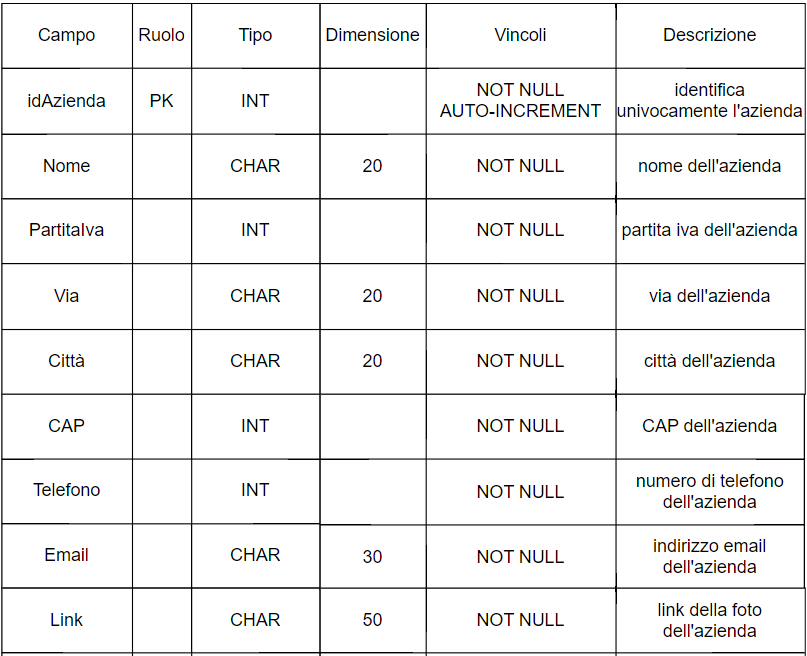 Campo Ruolo Tipo Dimensione Vincoli Descrizione
idAzienda PK INT NOT NULL AUTO-INCREMENT identifica univocamente l'azienda
Nome CHAR 20 NOT NULL nome dell'azienda
PartitaIva INT NOT NULL partita iva dell'azienda
Via CHAR 20 NOT NULL via dell'azienda
Città CHAR 20 NOT NULL città dell'azienda
CAP INT NOT NULL CAP dell'azienda
Telefono INT NOT NULL numero di telefono dell'azienda
Email CHAR 30 NOT NULL indirizzo email dell'azienda
Link CHAR 50 NOT NULL link della foto dell'azienda